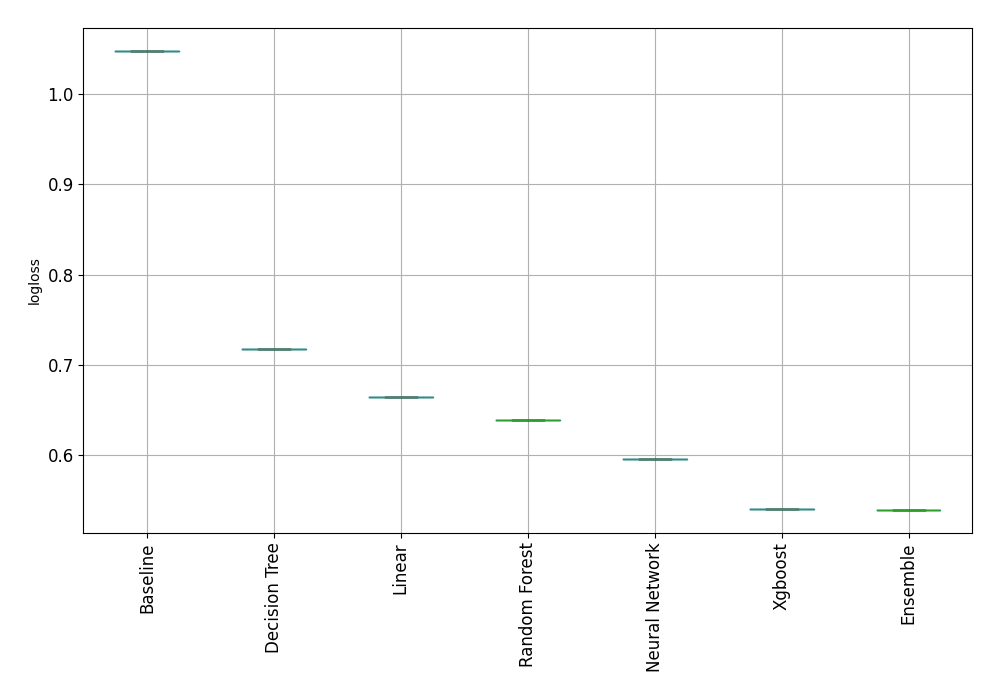 1.0
0.9
0.8
0.7
0.6
logloss
Baseline
Decision Tree
Linear
Random Forest
Neural Network
Xgboost
Ensemble